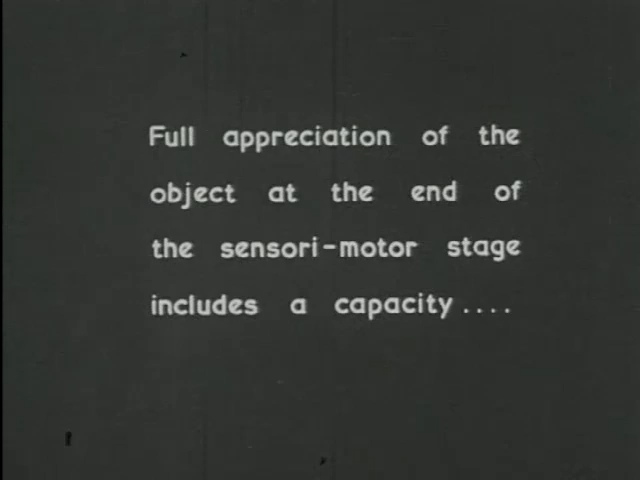 Full appreciation of the
object at the end of
the sensori-motor stage
includes a capacity....